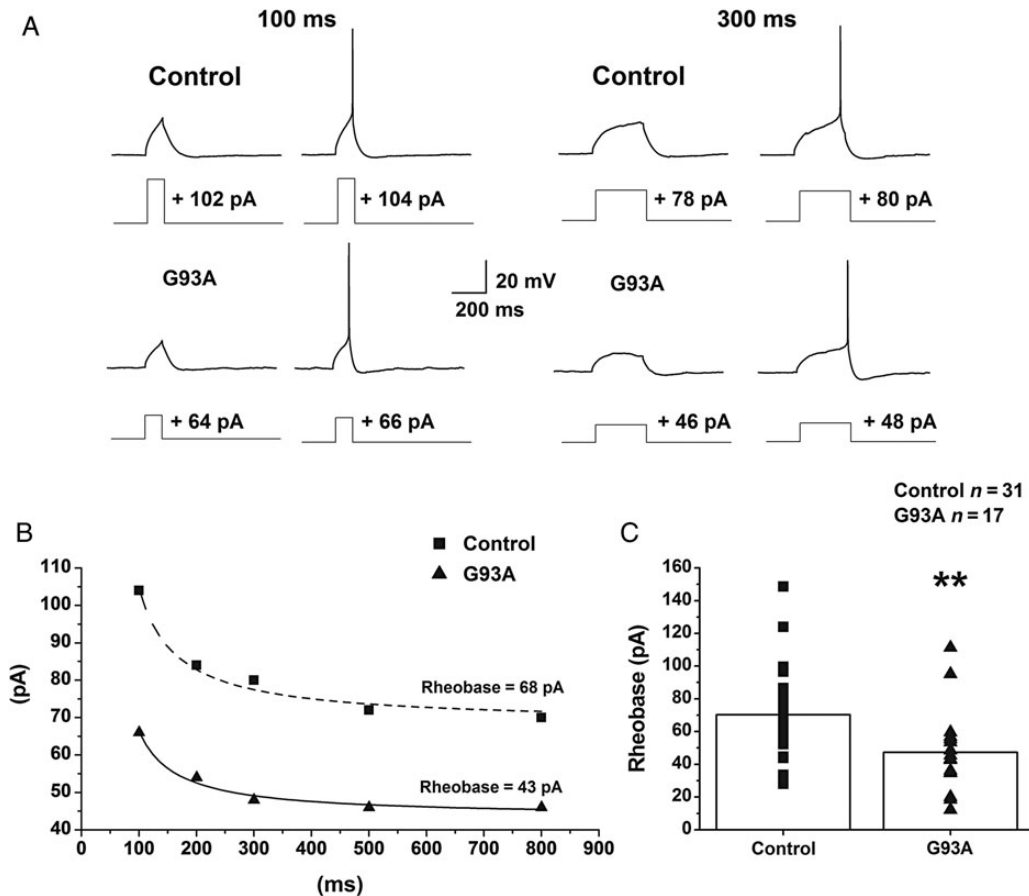 A
100 ms
300 ms
Control
+ 102 pA
+ 104 pA
+ 78 pA
+ 80 pA
G93A
20 mV
200 ms
G93A
+ 64 pA
+ 66 pA
+ 46 pA
+ 48 pA
B
Control
G93A
110
100
90
80
70
60
50
40
(pA)
Rheobase = 68 pA
Rheobase = 43 pA
0 100 200 300 400 500 600 700 800 900
(ms)
Control n = 31
G93A n = 17
C
**
160
140
120
100
80
60
40
20
0
Rheobase (pA)
Control G93A